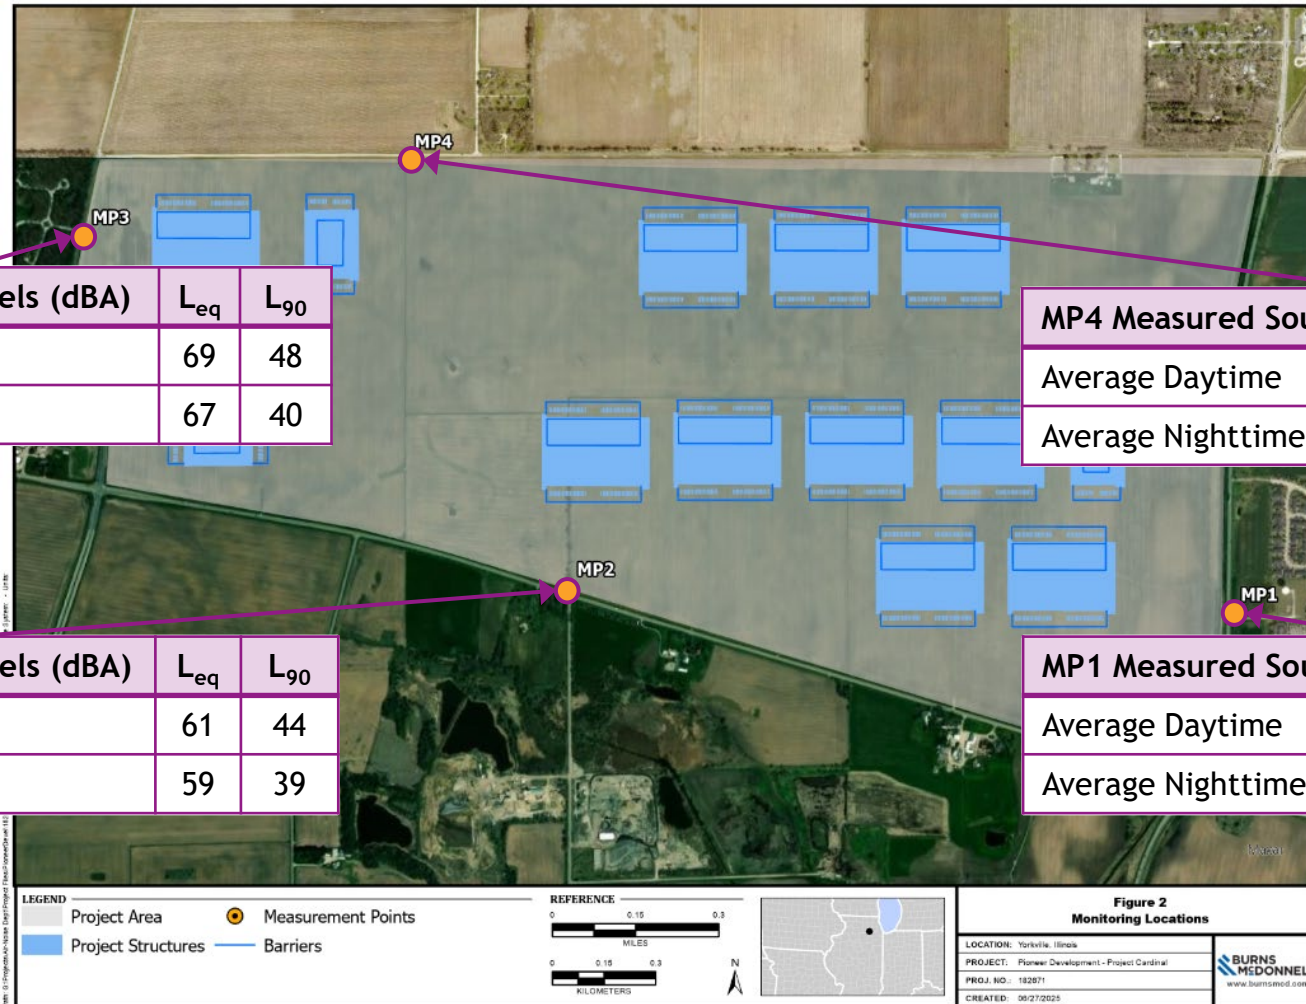 MP4
MP3
els (dBA) Leq L90
69 48
67 40
MP4 Measured Sou
Average Daytime
Average Nighttime
MP2
MP1
els (dBA) Leq L90
61 44
59 39
MP1 Measured Sou
Average Daytime
Average Nighttime
LEGEND
Project Area Measurement Points
Project Structures Barriers
REFERENCE
0 0.15 0.3
MILES
0 0.15 0.3
KILOMETERS
N
Figure 2
Monitoring Locations
LOCATION: Yorkville, Illinois
PROJECT: Pioneer Development - Project Cardinal
PROJ. NO.: 182671
CREATED: 06/27/2025
BURNS
MCDONNEL
www.burnsmcd.com